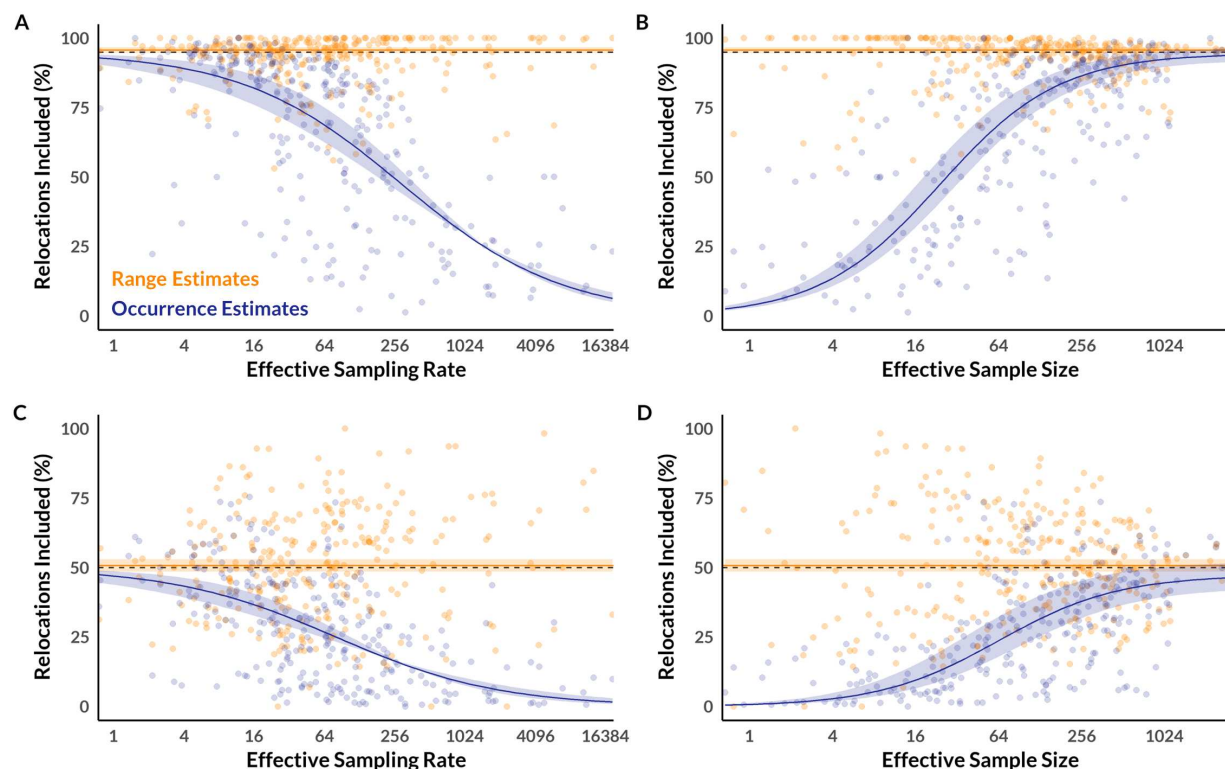 A
Relocations Included (%)
100
75
50
25
0
Range Estimates
Occurrence Estimates
1 4 16 64 256 1024 4096 16384
Effective Sampling Rate
B
Relocations Included (%)
100
75
50
25
0
1 4 16 64 256 1024
Effective Sample Size
C
Relocations Included (%)
100
75
50
25
0
1 4 16 64 256 1024 4096 16384
Effective Sampling Rate
D
Relocations Included (%)
100
75
50
25
0
1 4 16 64 256 1024
Effective Sample Size